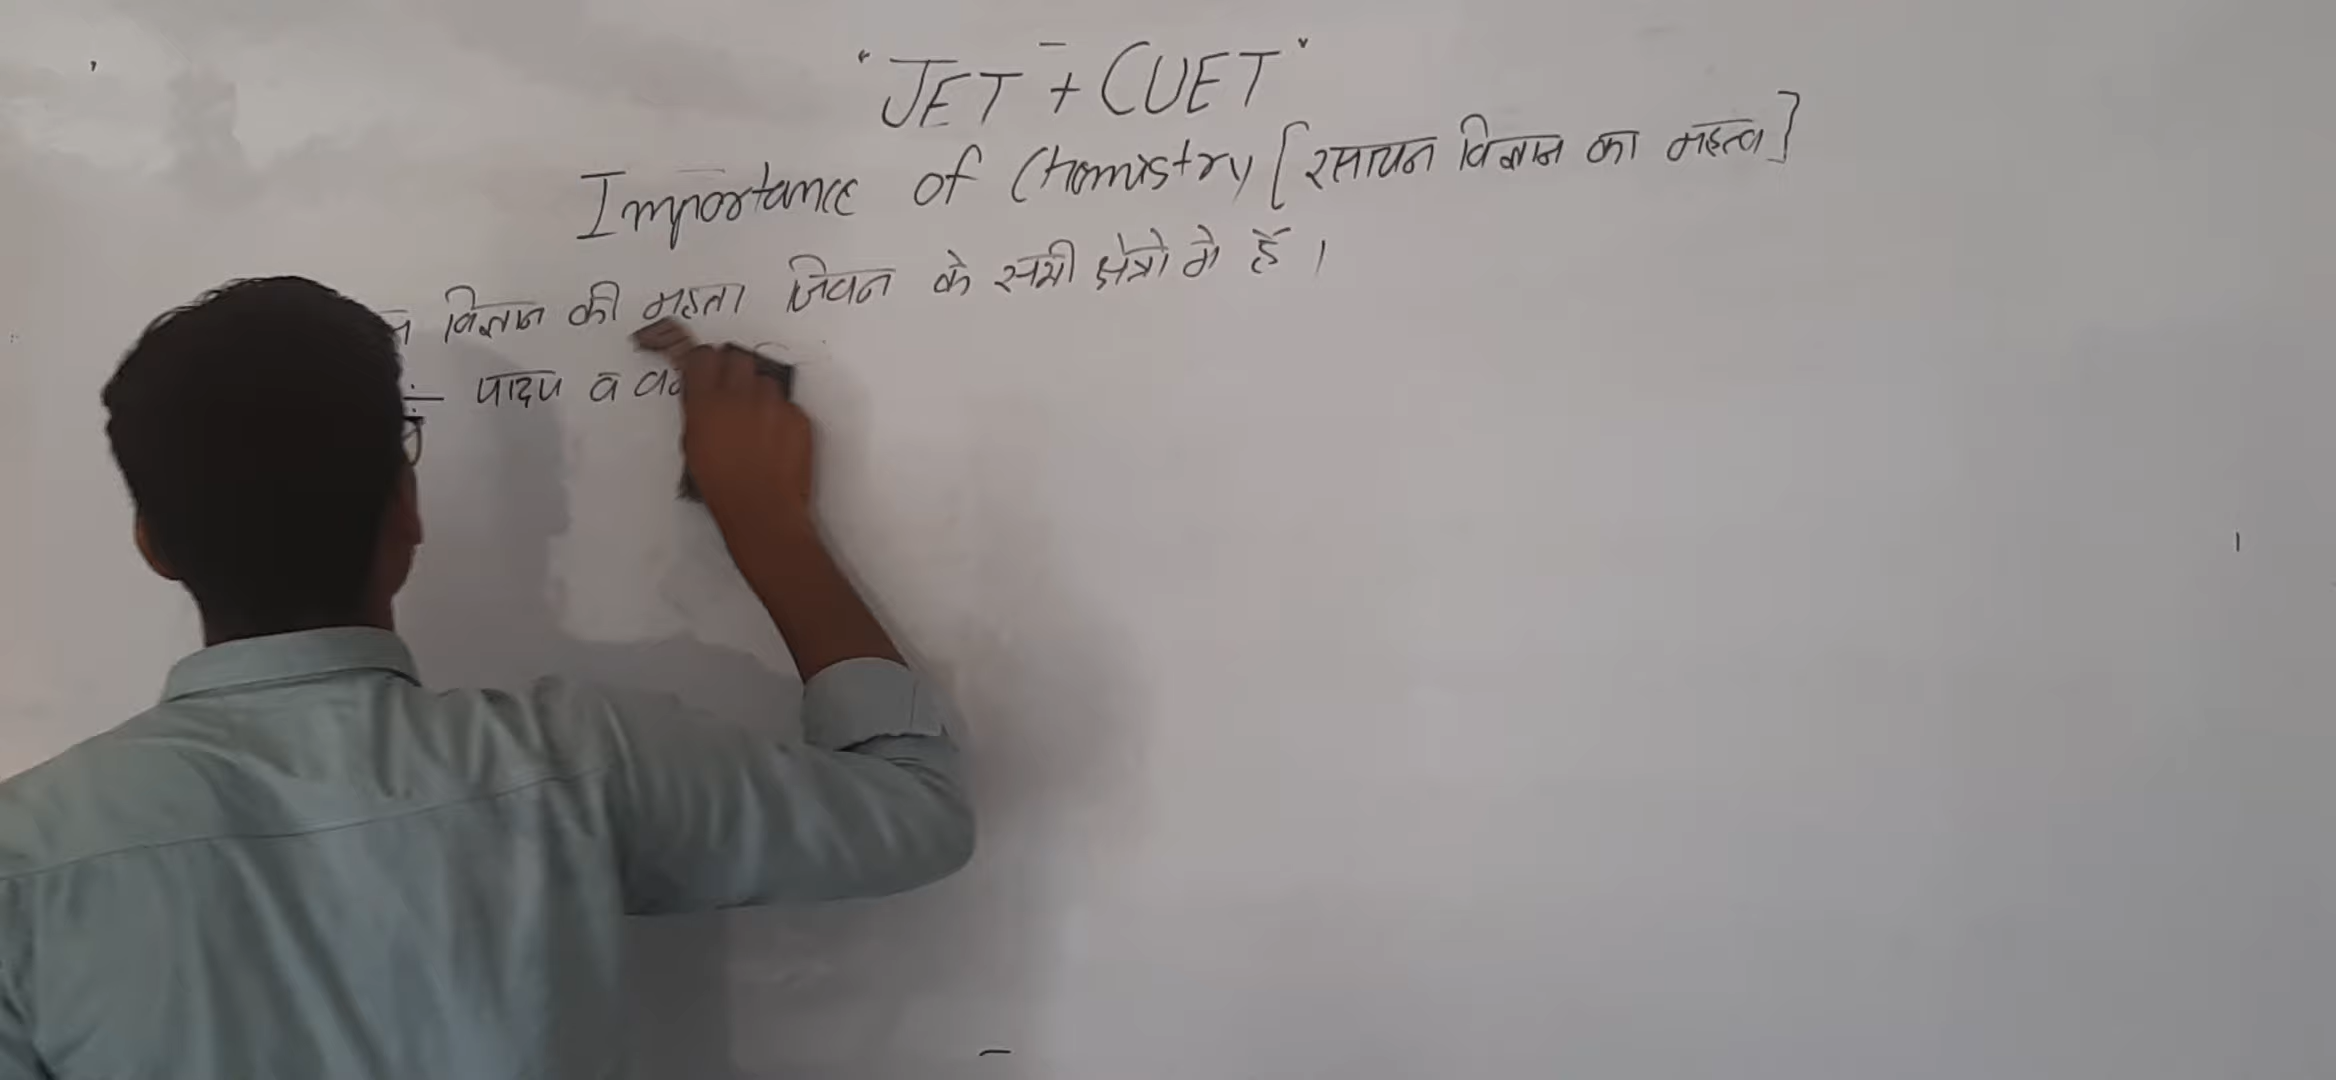 "JET + CUET"
Importance of Chemistry [रसायन विज्ञान का महत्व]
विज्ञान की महता जिवन के सभी क्षेत्रो मे हैं ।
पादप व